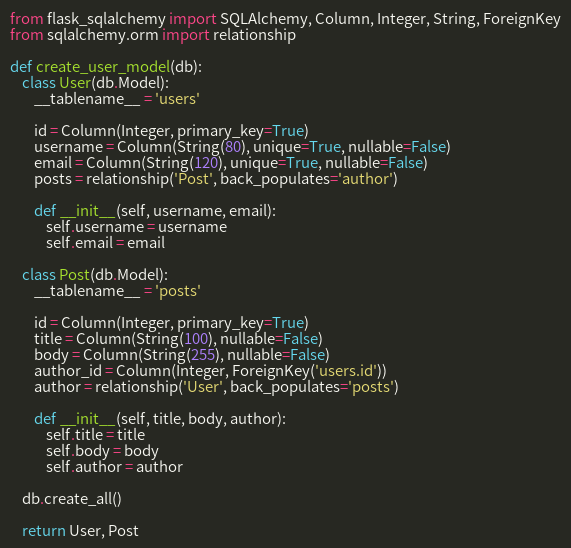 from flask_sqlalchemy import SQLAlchemy, Column, Integer, String, ForeignKey
from sqlalchemy.orm import relationship

def create_user_model(db):
    class User(db.Model):
        __tablename__ = 'users'

        id = Column(Integer, primary_key=True)
        username = Column(String(80), unique=True, nullable=False)
        email = Column(String(120), unique=True, nullable=False)
        posts = relationship('Post', back_populates='author')

        def __init__(self, username, email):
            self.username = username
            self.email = email

    class Post(db.Model):
        __tablename__ = 'posts'

        id = Column(Integer, primary_key=True)
        title = Column(String(100), nullable=False)
        body = Column(String(255), nullable=False)
        author_id = Column(Integer, ForeignKey('users.id'))
        author = relationship('User', back_populates='posts')

        def __init__(self, title, body, author):
            self.title = title
            self.body = body
            self.author = author

    db.create_all()

    return User, Post